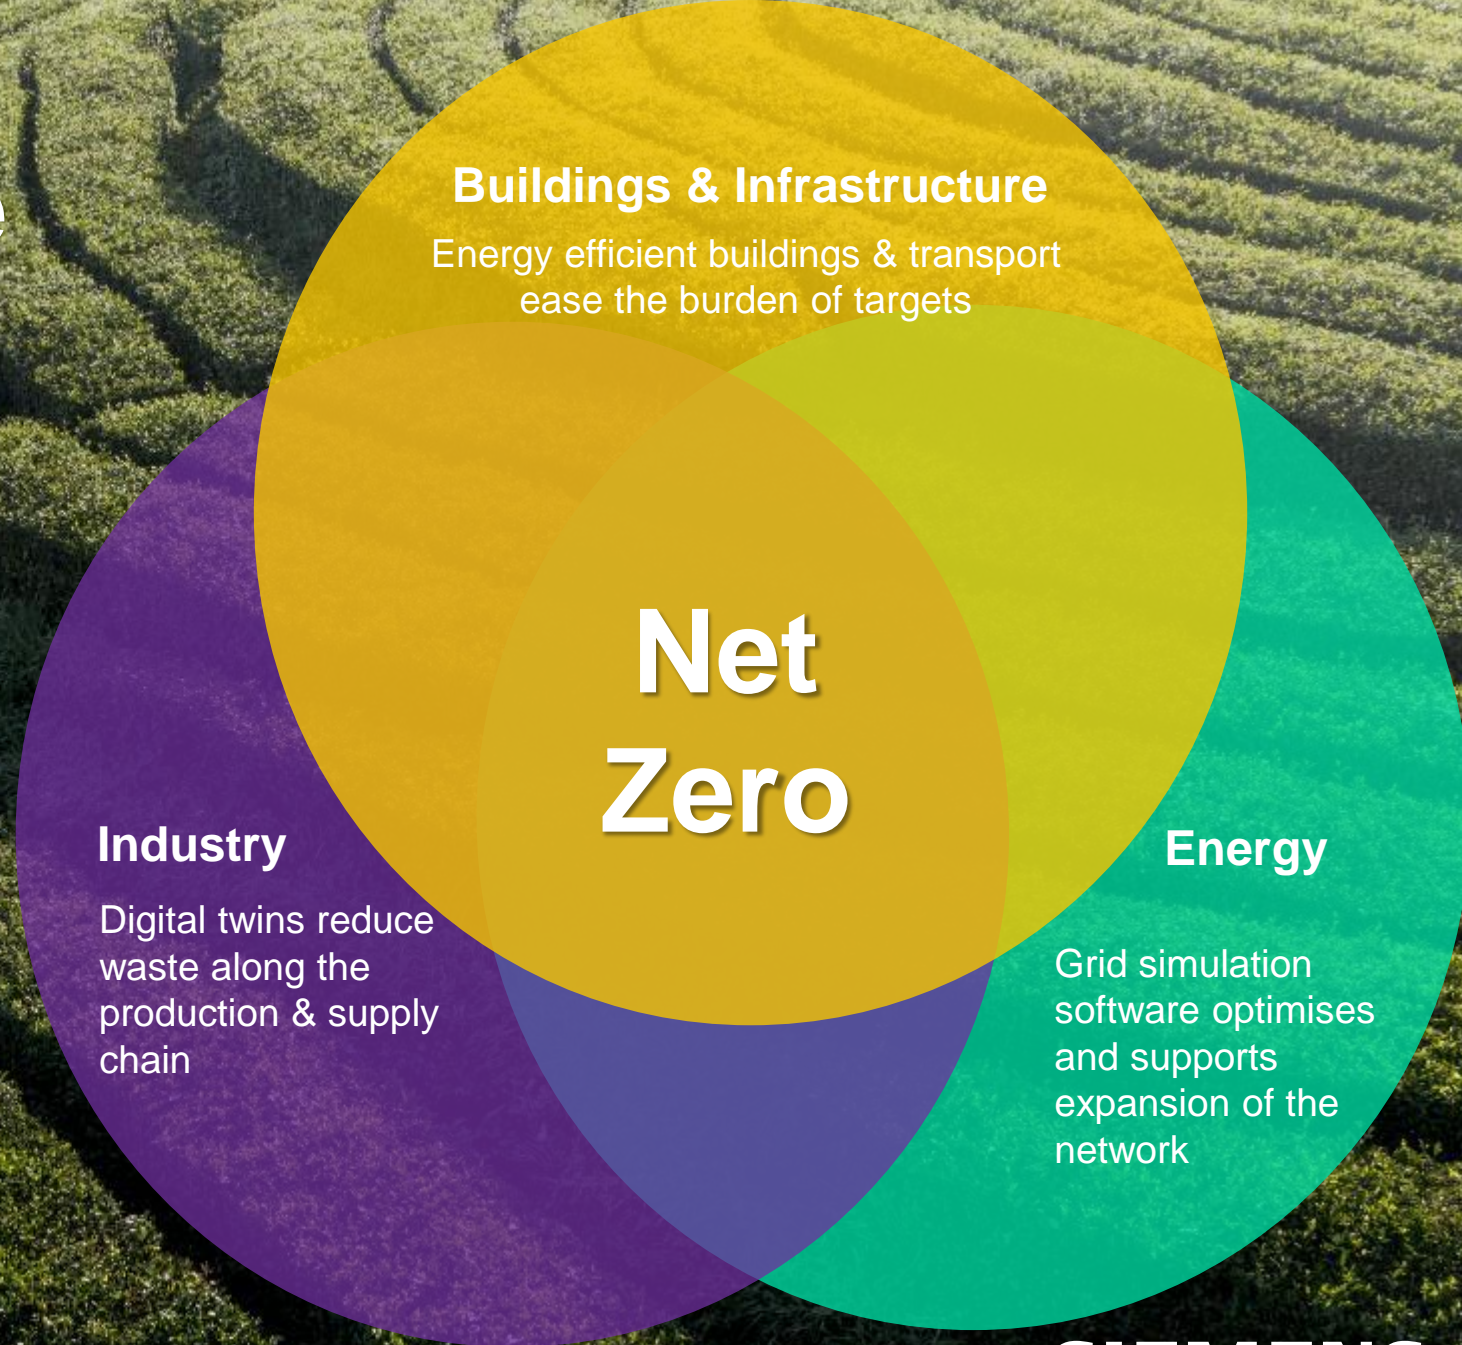 Buildings & Infrastructure
Energy efficient buildings & transport
ease the burden of targets
Net
Zero
Industry
Digital twins reduce
waste along the
production & supply
chain
Energy
Grid simulation
software optimises
and supports
expansion of the
network